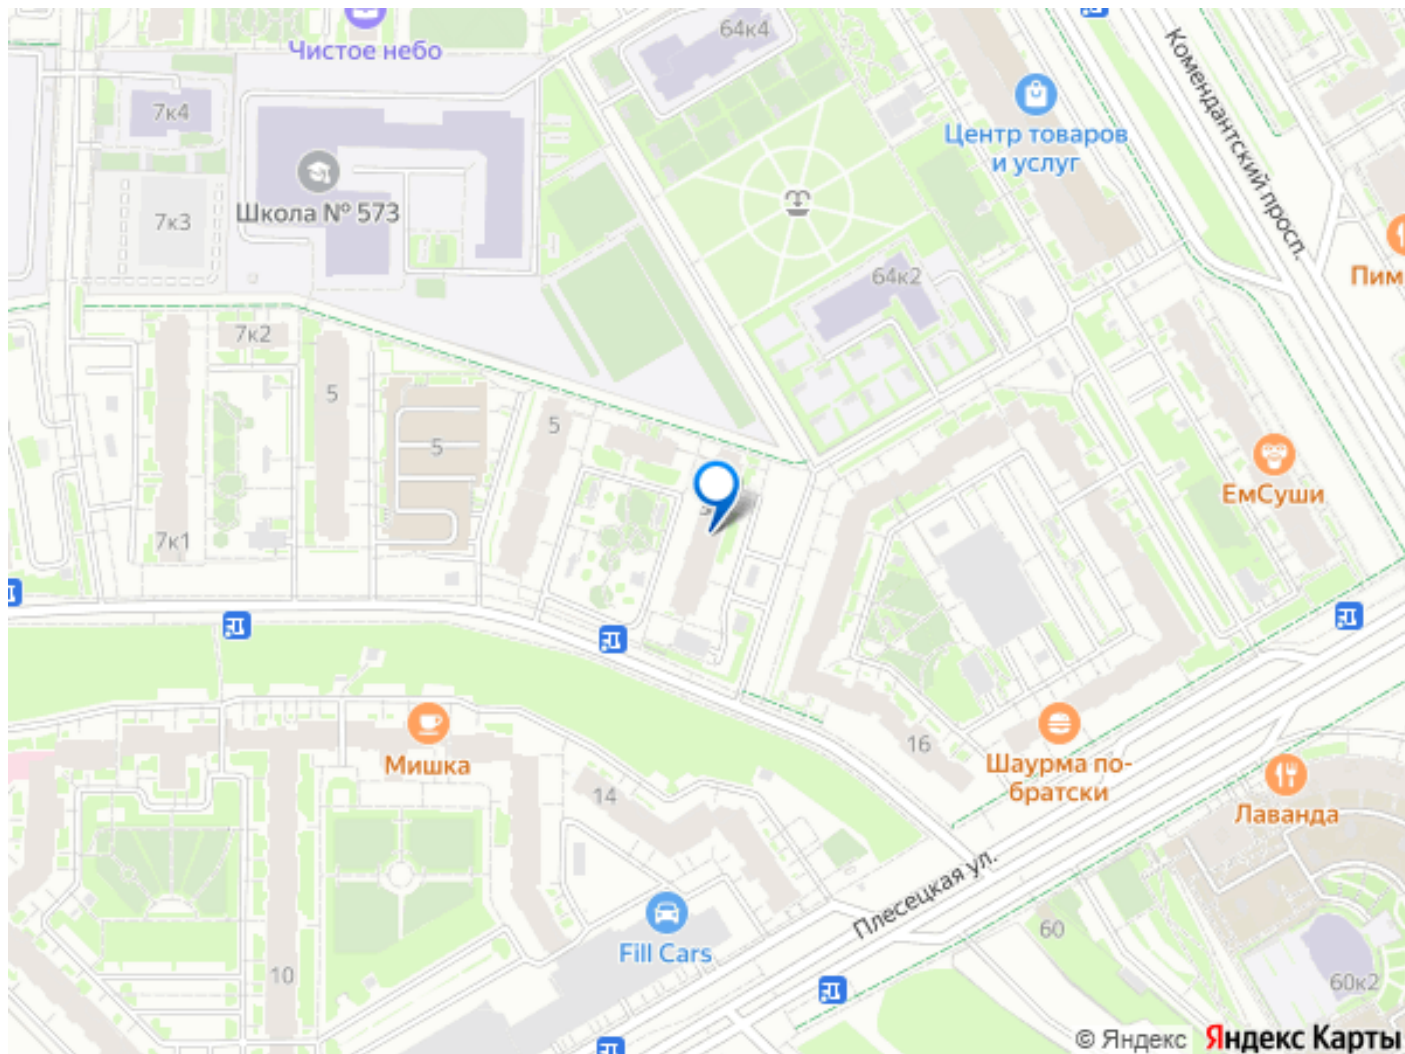 64к4
Чистое небо
Комендантский просп.
7к4
Центр товаров
и услуг
Школа № 573
7к3
Пим
64к2
7к2
5
5
5
ЕмСуши
7к1
16
Мишка
Шаурма по-
братски
14
Лаванда
Плесецкая ул.
60
Fill Cars
10
60к2
© Яндекс Яндекс Карты